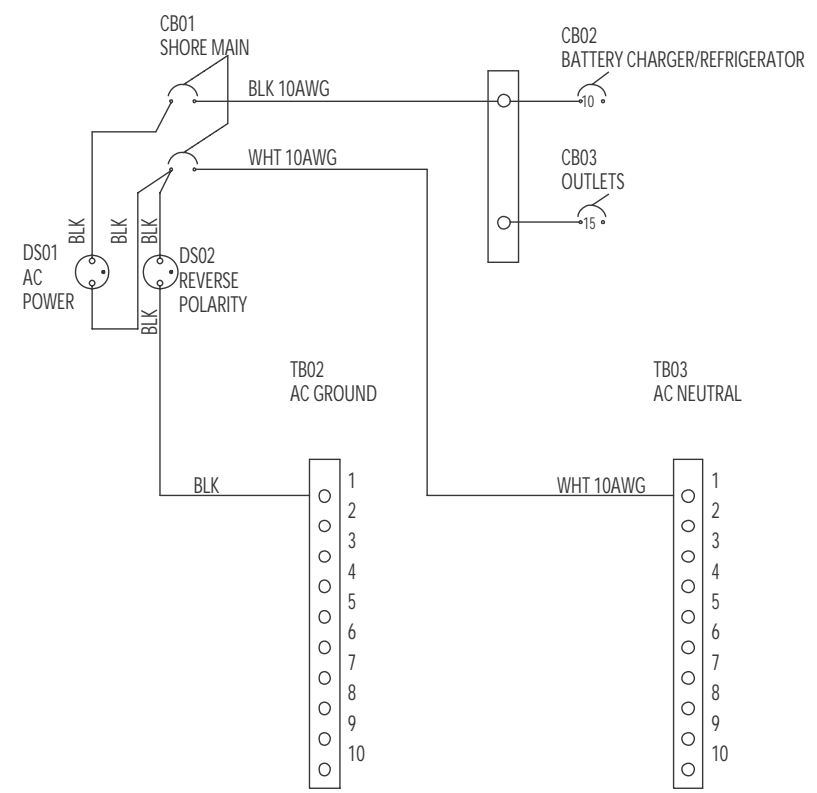 CB01
SHORE MAIN
CB02
BATTERY CHARGER/REFRIGERATOR
BLK 10AWG
10
WHT 10AWG
CB03
OUTLETS
15
BLK
BLK
BLK
DS01
AC
POWER
DS02
REVERSE
POLARITY
BLK
TB02
AC GROUND
TB03
AC NEUTRAL
BLK
WHT 10AWG
1
2
3
4
5
6
7
8
9
10
1
2
3
4
5
6
7
8
9
10